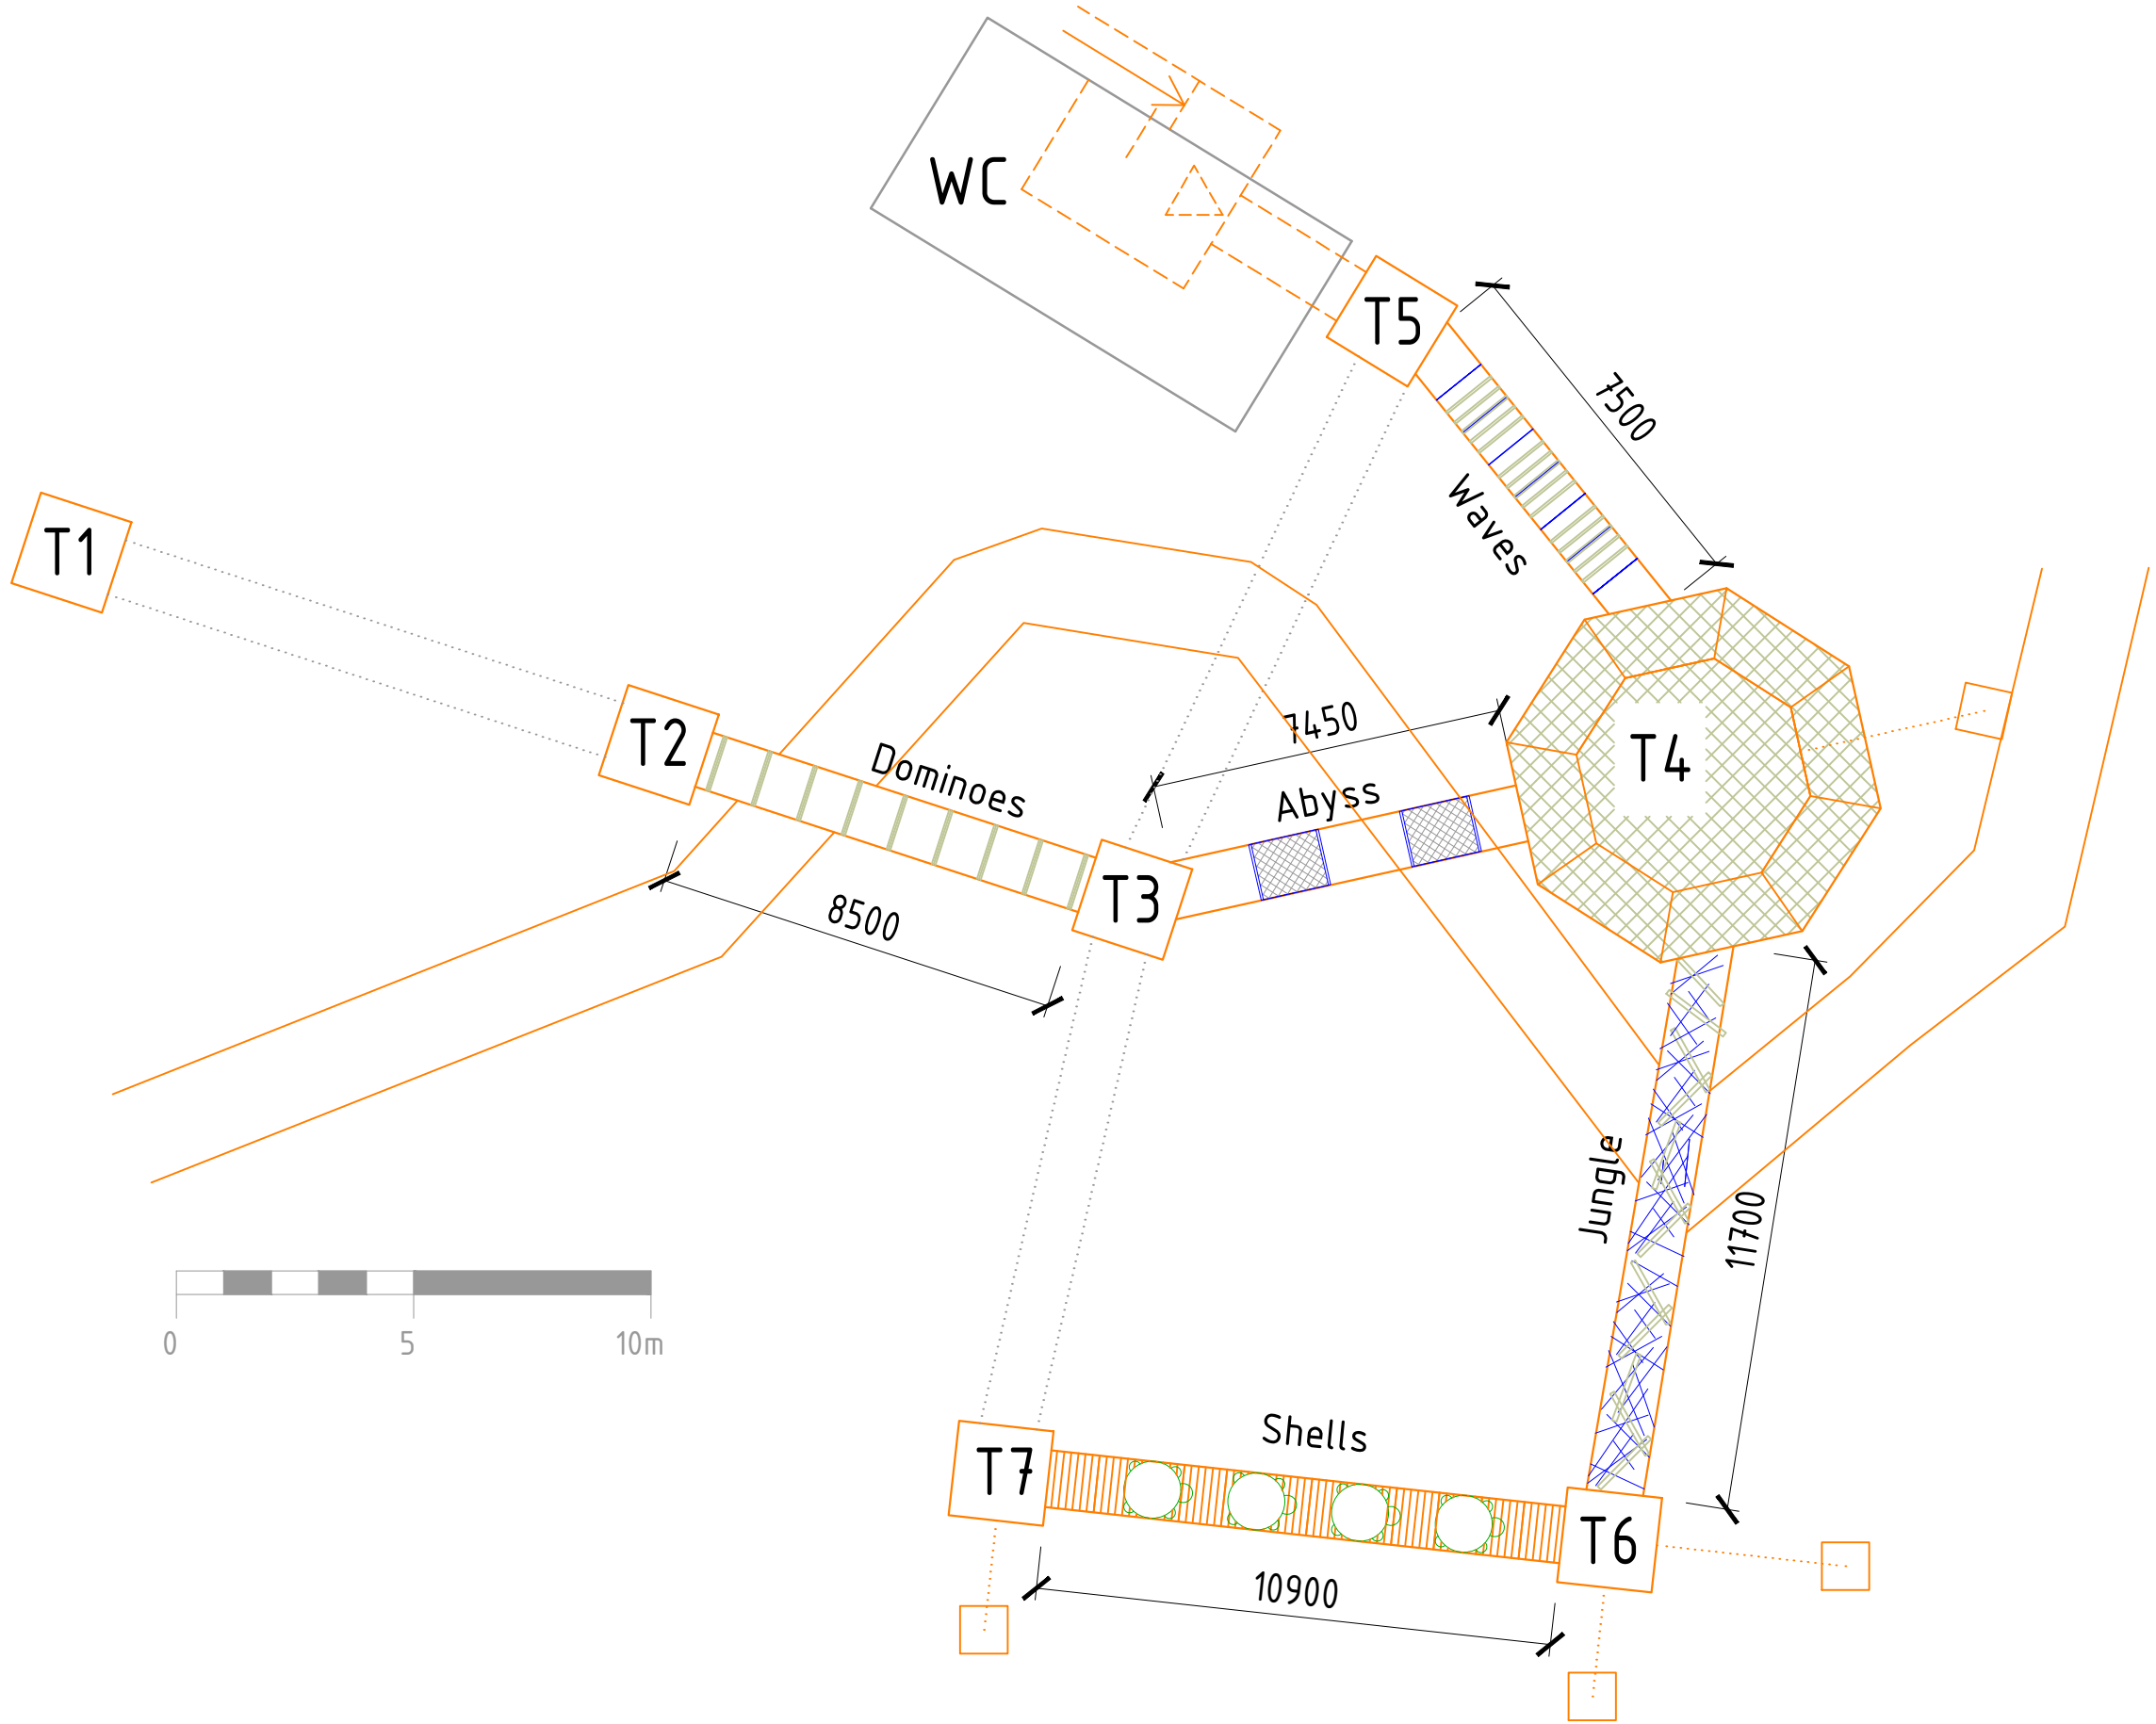 WC
T5
7500
Waves
T1
T2
Dominoes
7450
Abyss
T4
T3
8500
Jungle
11700
0 5 10m
Shells
T7
T6
10900